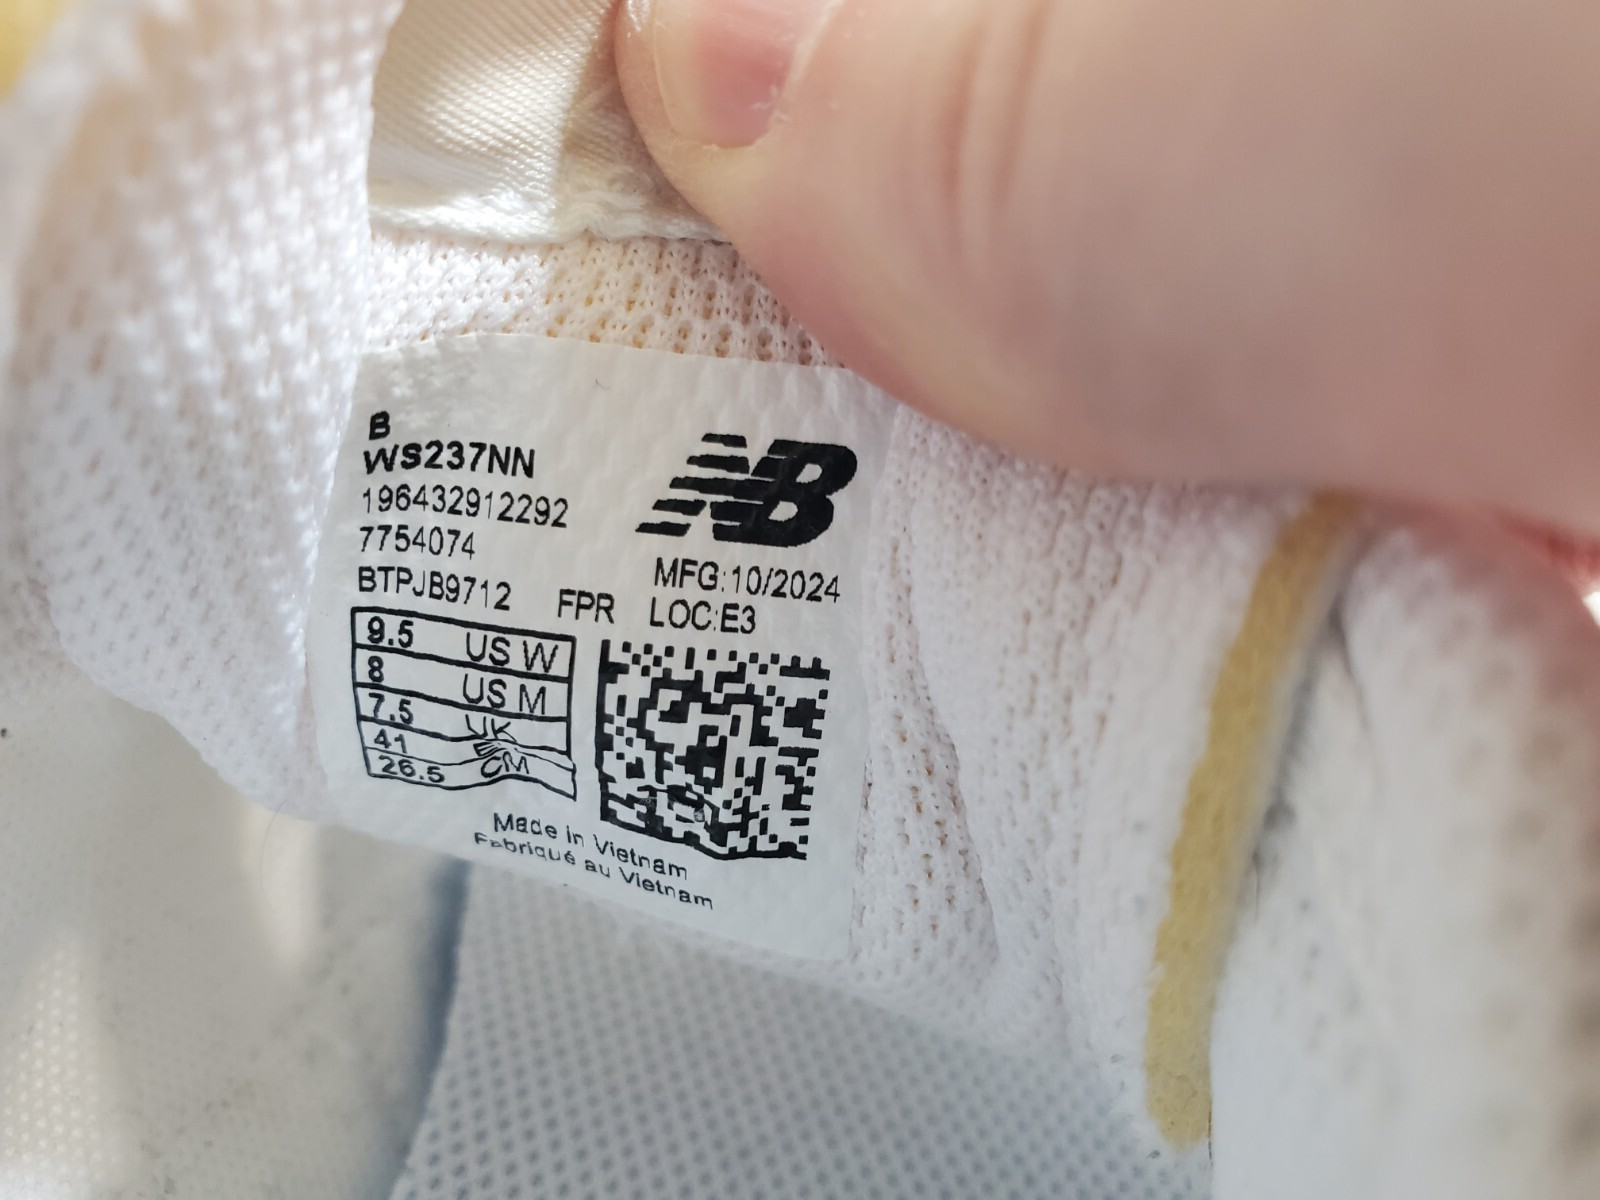 B
WS237NN
196432912292
7754074
BTPJB9712 FPR
NB
MFG:10/2024
LOC:E3
9.5 US W
8 US M
7.5 UK
41
26.5 CM
Made in Vietnam
Fabriqué au Vietnam